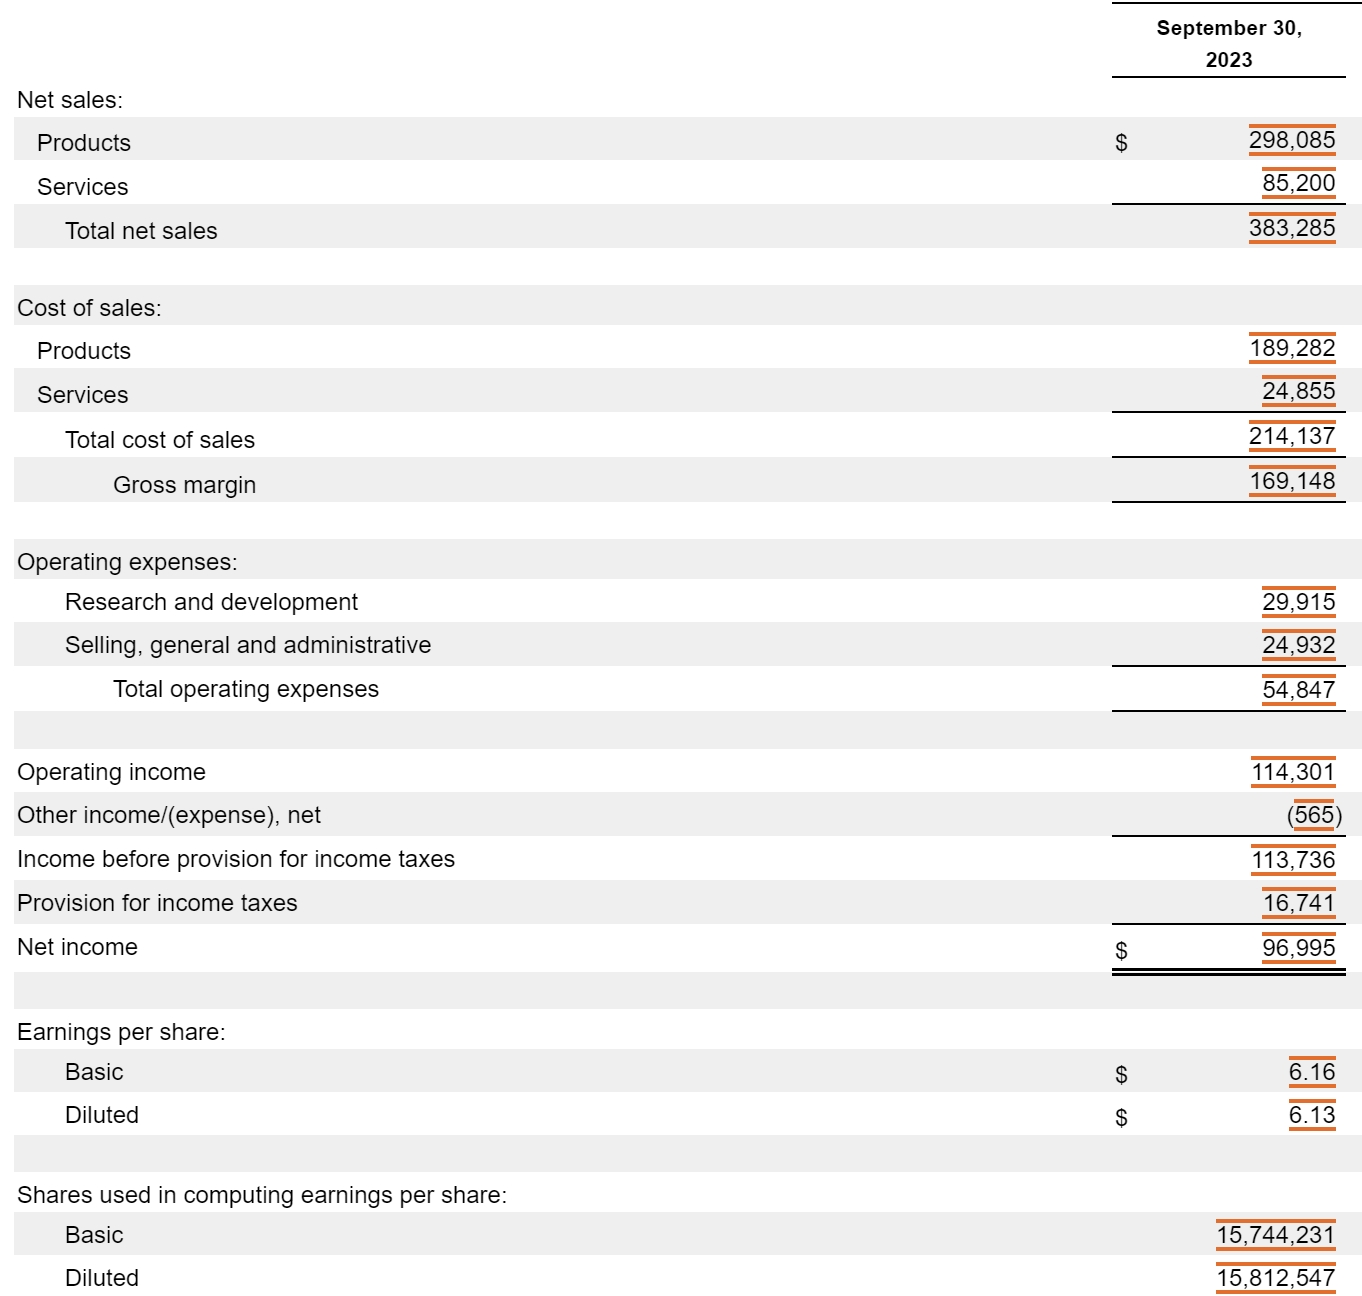 September 30,
2023
Net sales:
Products $ 298,085
Services 85,200
Total net sales 383,285
Cost of sales:
Products 189,282
Services 24,855
Total cost of sales 214,137
Gross margin 169,148
Operating expenses:
Research and development 29,915
Selling, general and administrative 24,932
Total operating expenses 54,847
Operating income 114,301
Other income/(expense), net (565)
Income before provision for income taxes 113,736
Provision for income taxes 16,741
Net income $ 96,995
Earnings per share:
Basic $ 6.16
Diluted $ 6.13
Shares used in computing earnings per share:
Basic 15,744,231
Diluted 15,812,547